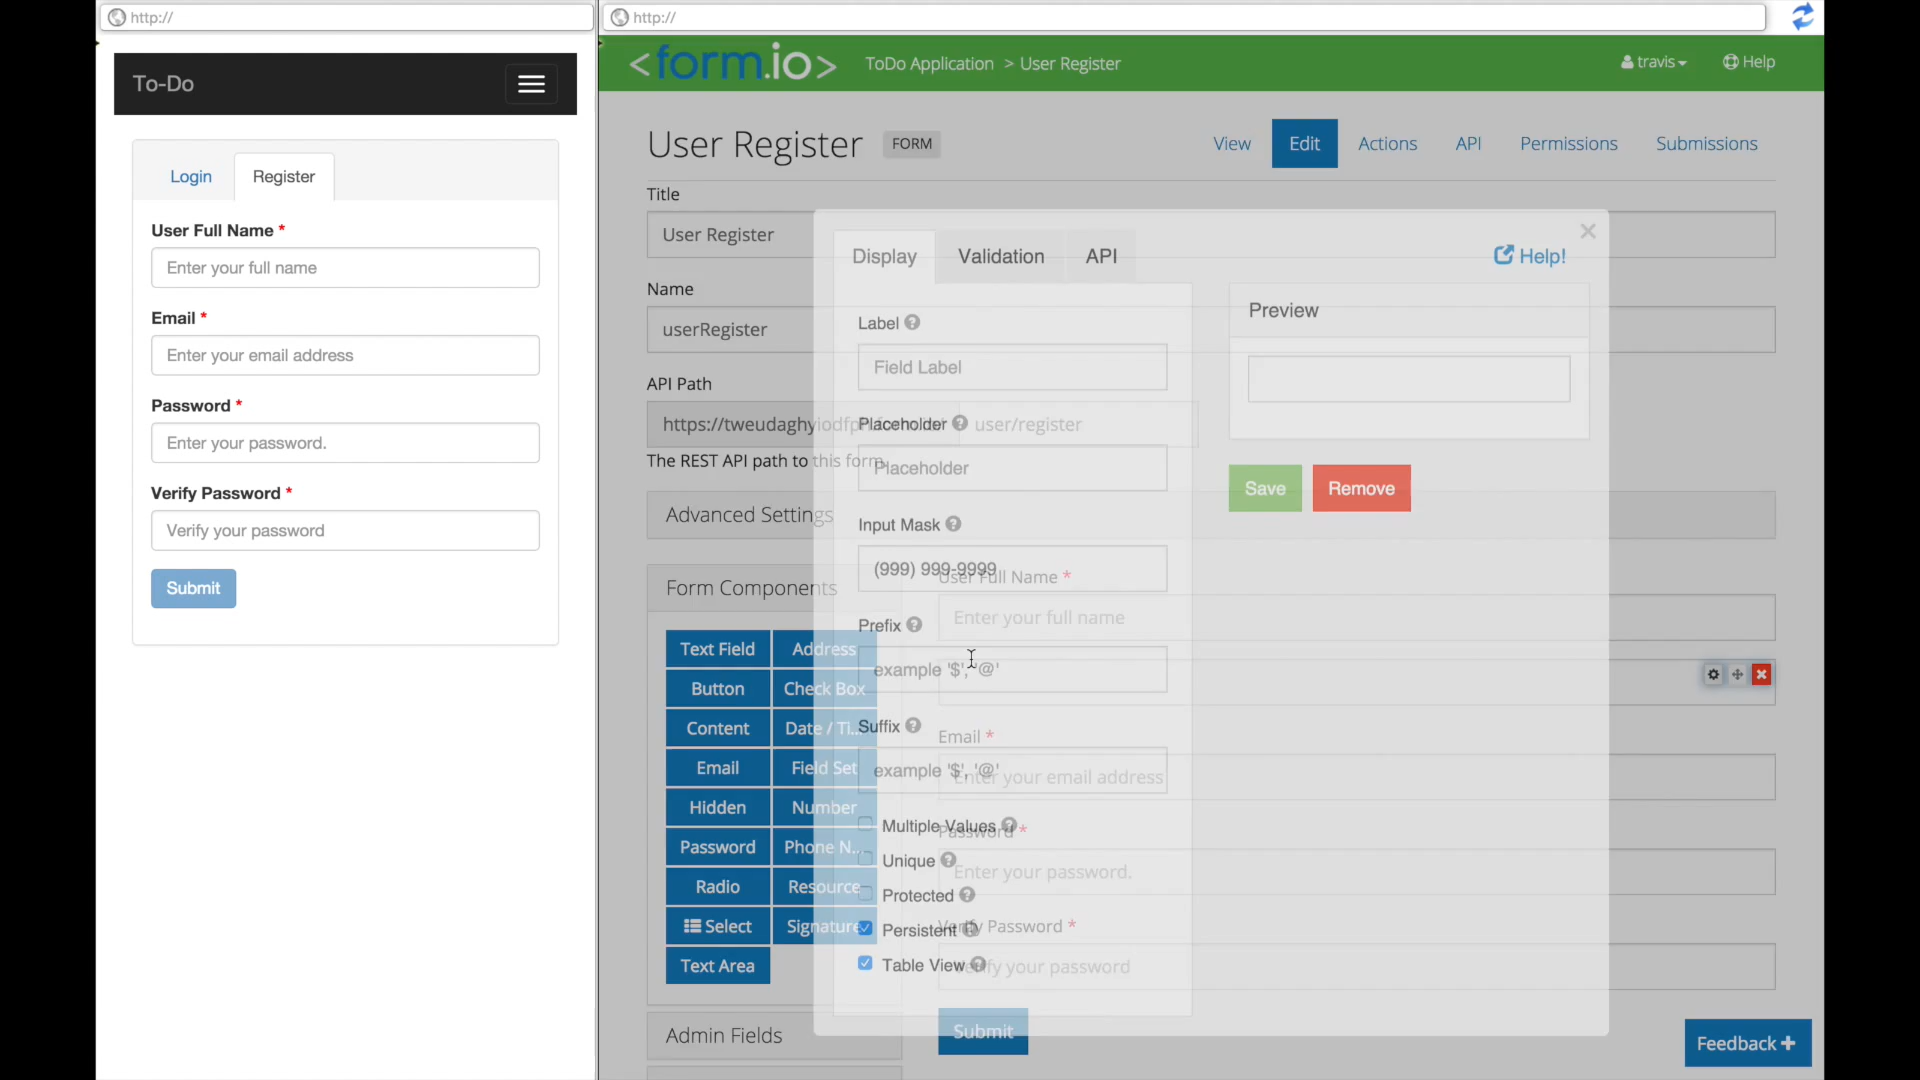 http://
To-Do
Login
Register
User Full Name *
Enter your full name
Email *
Enter your email address
Password *
Enter your password.
Verify Password *
Verify your password
Submit
http://
<form.io>
ToDo Application > User Register
travis
Help
User Register
FORM
View
Edit
Actions
API
Permissions
Submissions
Title
User Register
Name
userRegister
API Path
https://tweudaghyiodfp
user/register
The REST API path to this form.
Advanced Settings
Form Components
Text Field
Address
Button
Check Box
Content
Date / Ti...
Email
Field Set
Hidden
Number
Password
Phone N...
Radio
Resource
Select
Signature
Text Area
Admin Fields
User Full Name *
Enter your full name
Email *
Enter your email address
Password *
Enter your password.
Verify Password *
Verify your password
Submit
Display
Validation
API
Help!
Label
Field Label
Placeholder
Placeholder
Input Mask
(999) 999-9999
Prefix
example '$', '@'
Suffix
example '$', '@'
Multiple Values
Unique
Protected
Persistent
Table View
Preview
Save
Remove
Feedback +